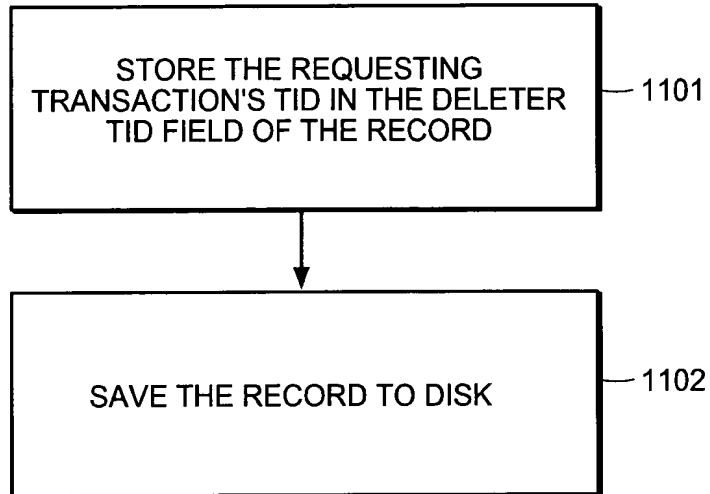 STORE THE REQUESTING
TRANSACTION'S TID IN THE DELETER
TID FIELD OF THE RECORD
1101
SAVE THE RECORD TO DISK
1102